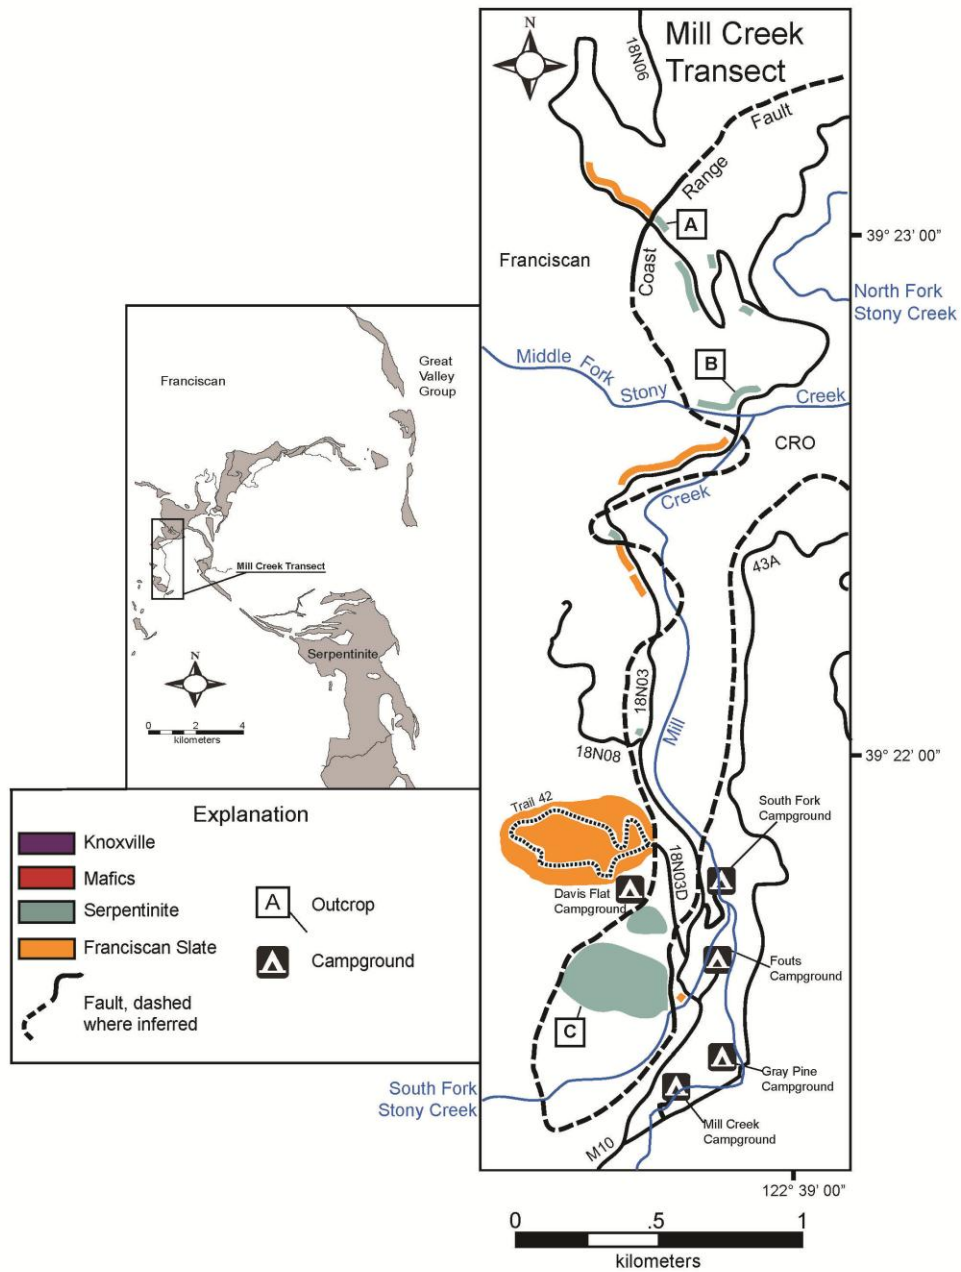 Mill Creek
Transect
N
18N06
Fault
Range
Coast
A
39° 23' 00"
Franciscan
North Fork
Stony Creek
Middle Fork Stony Creek
B
CRO
Creek
43A
18N03
Mill
18N08
39° 22' 00"
South Fork
Campground
Trail 42
18N03D
Davis Flat
Campground
Fouts
Campground
C
Gray Pine
Campground
South Fork
Stony Creek
Mill Creek
Campground
M10
122° 39' 00"
0 .5 1
kilometers
Franciscan
Great
Valley
Group
Mill Creek Transect
Serpentinite
N
0 2 4
kilometers
Explanation
Knoxville
Mafics
Serpentinite
Franciscan Slate
Fault, dashed
where inferred
A Outcrop
Campground